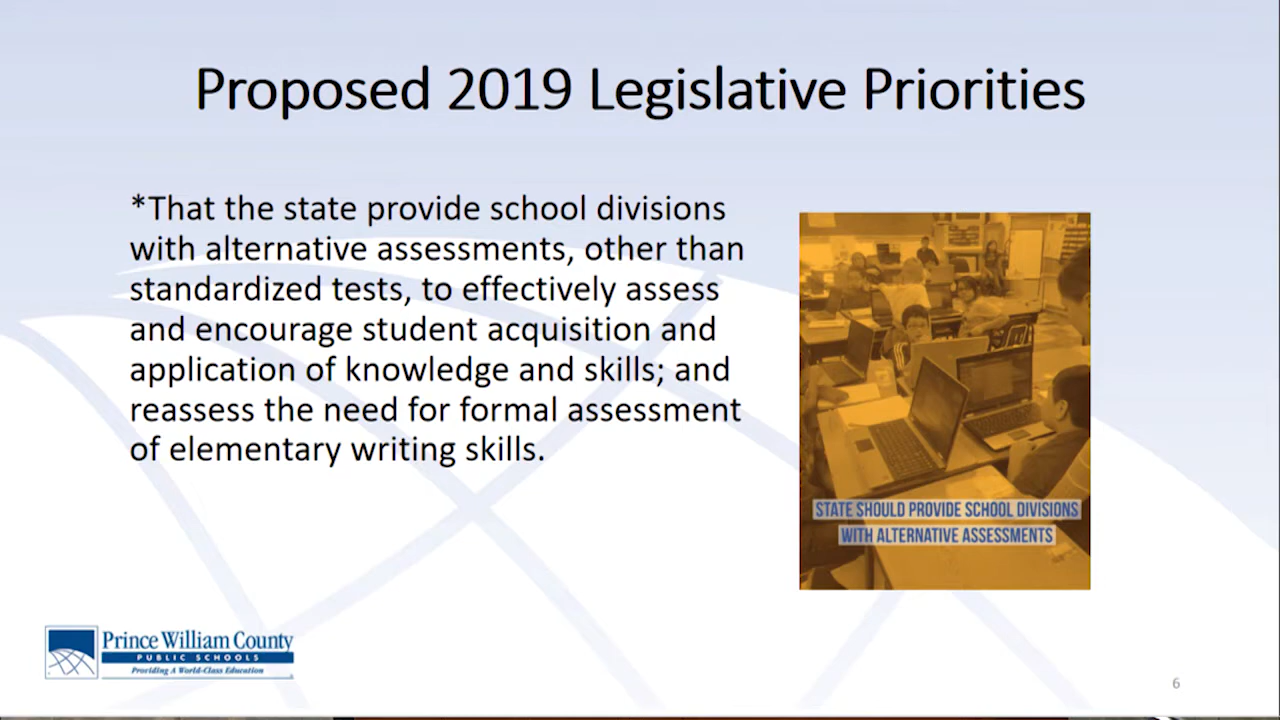 Proposed 2019 Legislative Priorities
*That the state provide school divisions
with alternative assessments, other than
standardized tests, to effectively assess
and encourage student acquisition and
application of knowledge and skills; and
reassess the need for formal assessment
of elementary writing skills.
STATE SHOULD PROVIDE SCHOOL DIVISIONS
WITH ALTERNATIVE ASSESSMENTS
Prince William County
PUBLIC SCHOOLS
Providing A World-Class Education
6